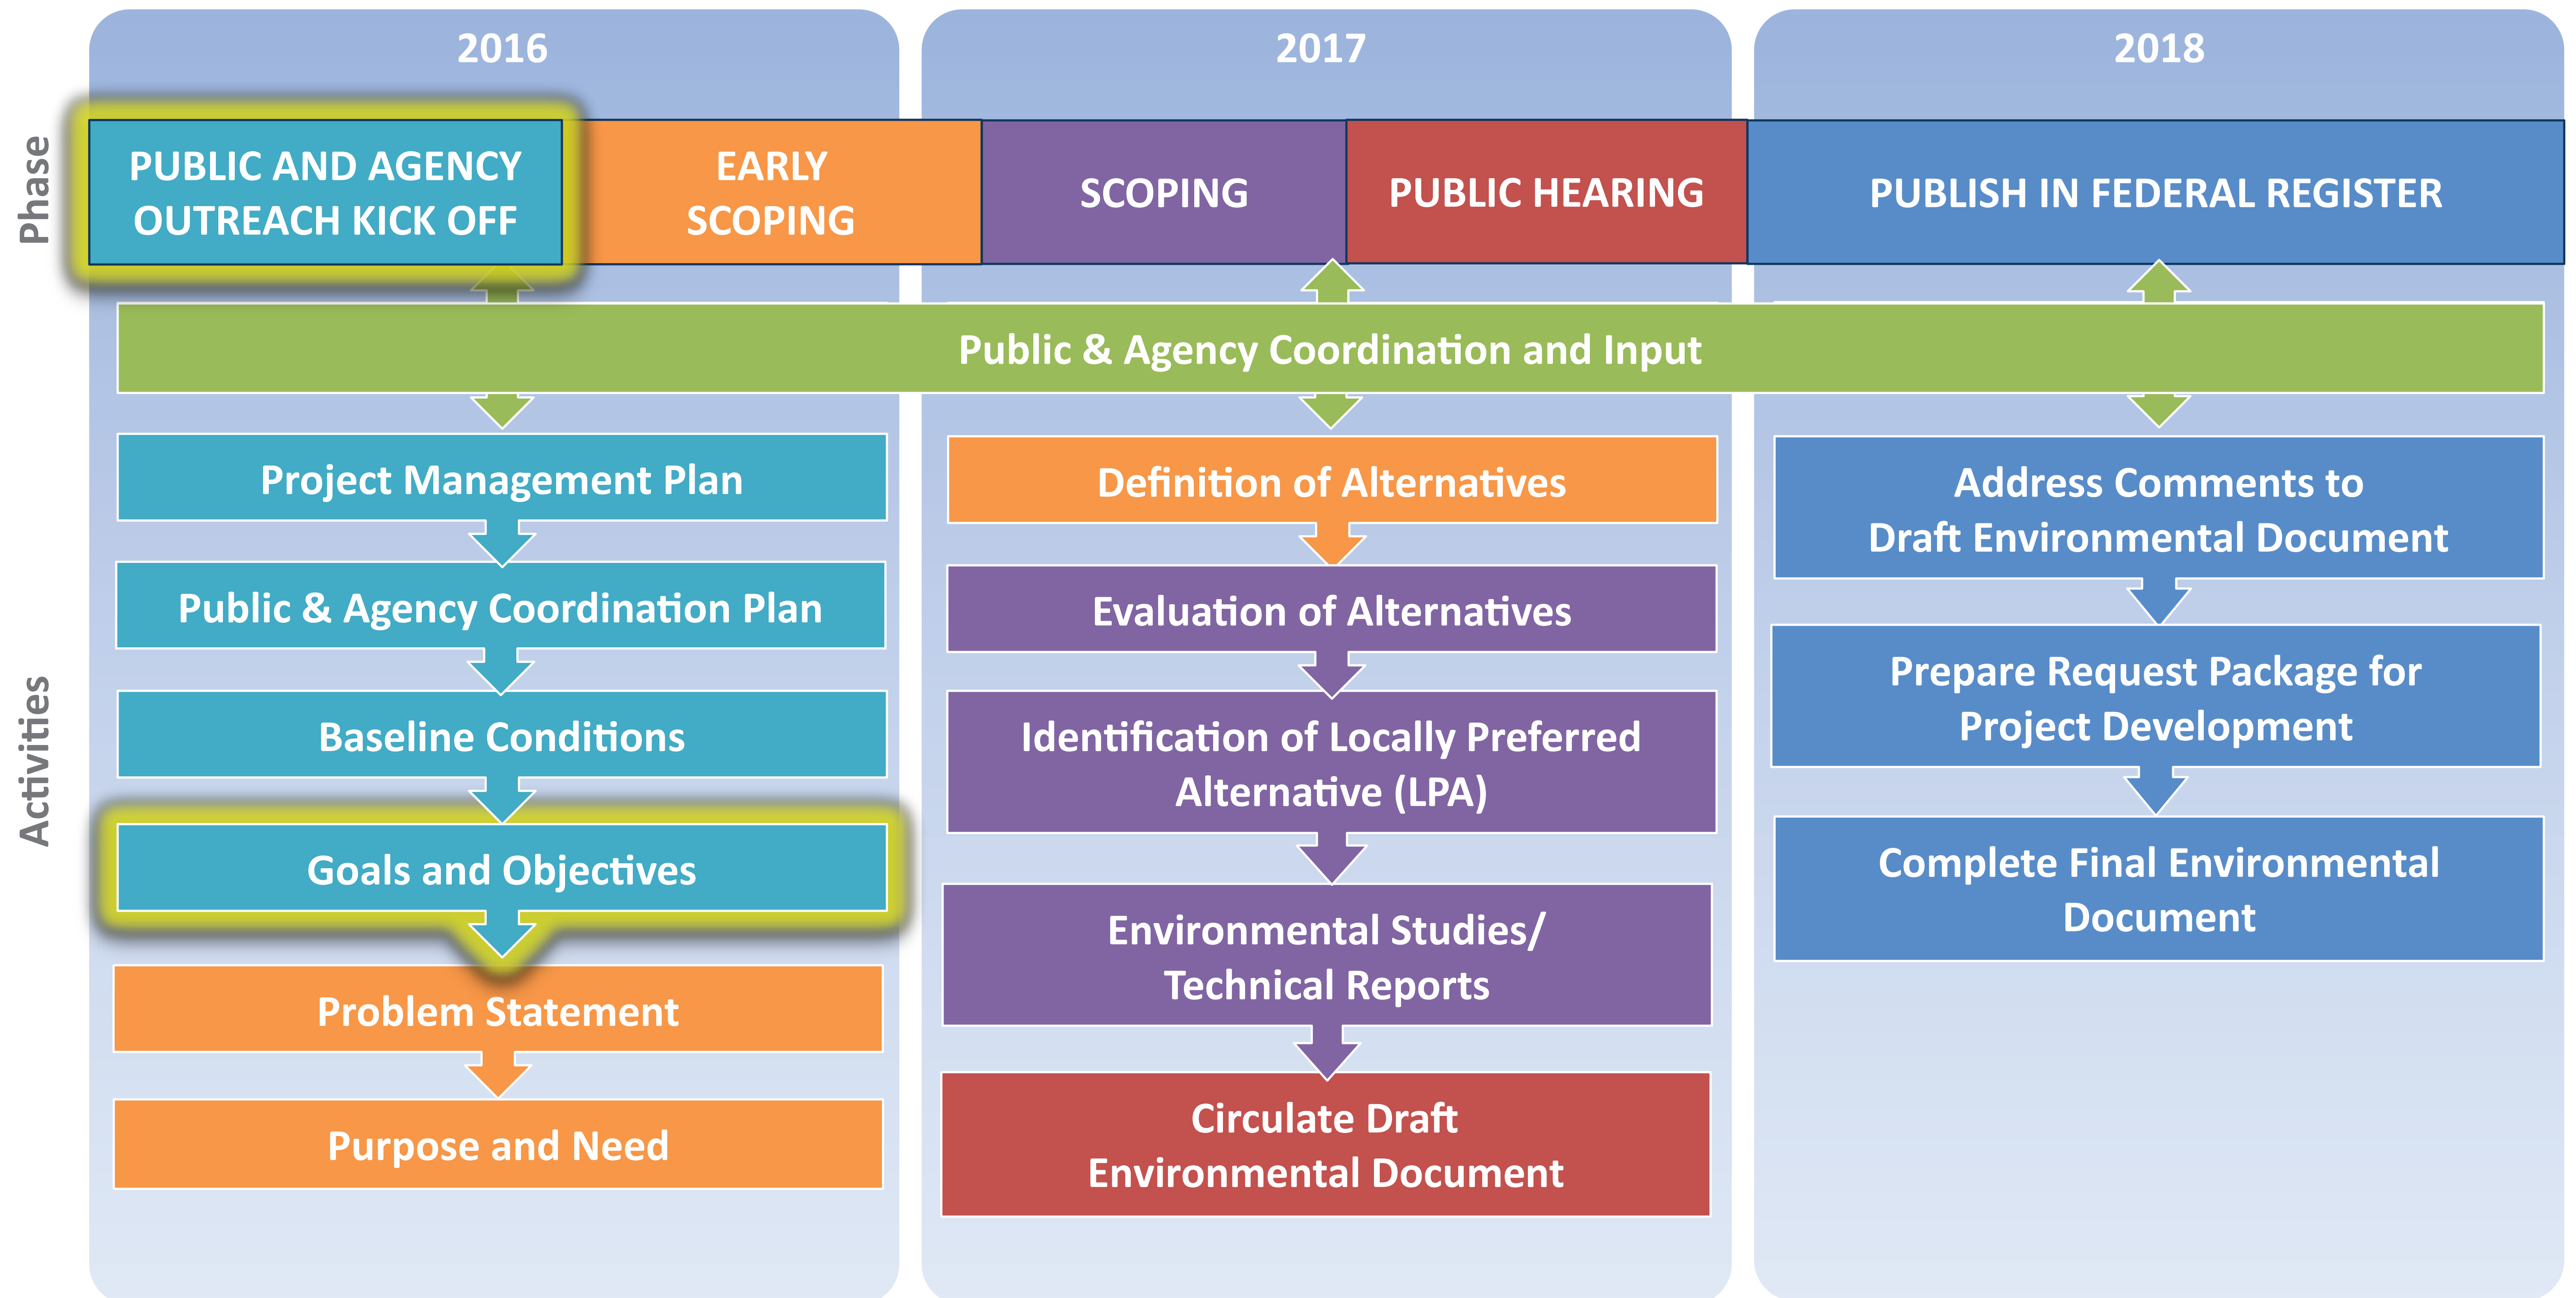 2016
2017
2018
Phase
PUBLIC AND AGENCY
OUTREACH KICK OFF
EARLY
SCOPING
SCOPING
PUBLIC HEARING
PUBLISH IN FEDERAL REGISTER
Public & Agency Coordination and Input
Activities
Project Management Plan
Public & Agency Coordination Plan
Baseline Conditions
Goals and Objectives
Problem Statement
Purpose and Need
Definition of Alternatives
Evaluation of Alternatives
Identification of Locally Preferred
Alternative (LPA)
Environmental Studies/
Technical Reports
Circulate Draft
Environmental Document
Address Comments to
Draft Environmental Document
Prepare Request Package for
Project Development
Complete Final Environmental
Document